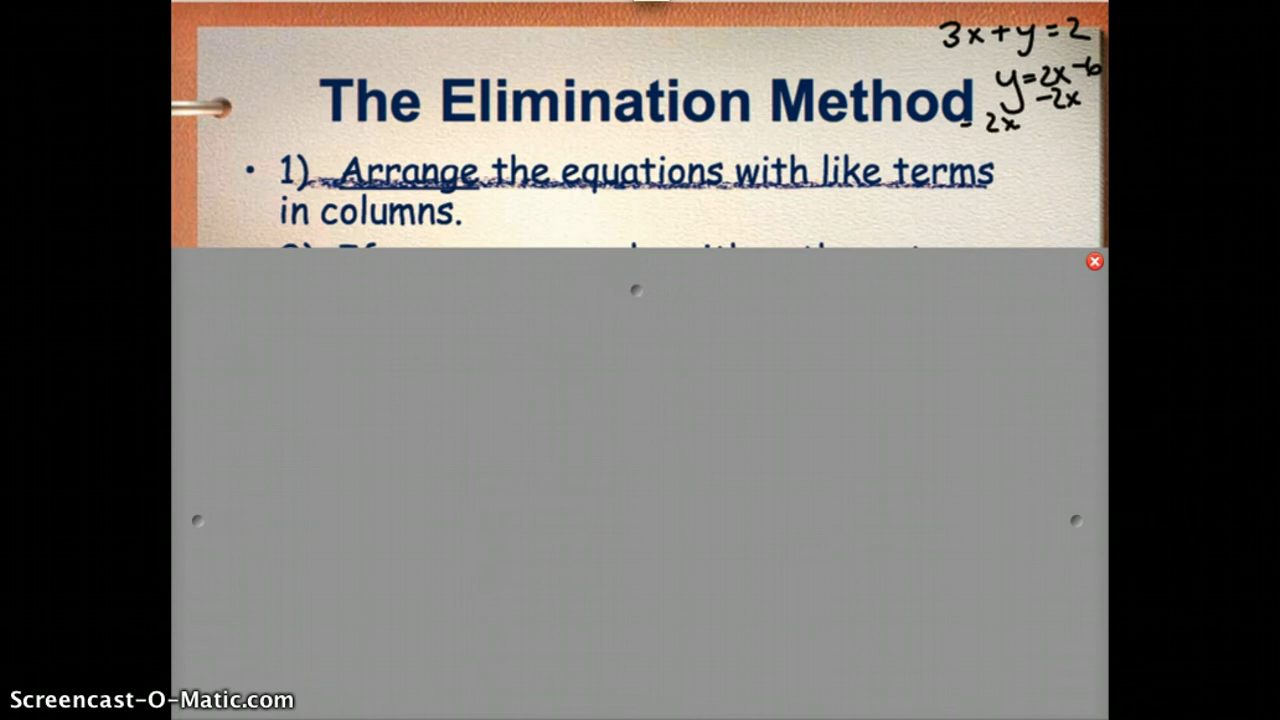 3x+y=2
The Elimination Method
y=2x-6
-2x
- 2x
• 1) Arrange the equations with like terms
in columns.
Screencast-O-Matic.com